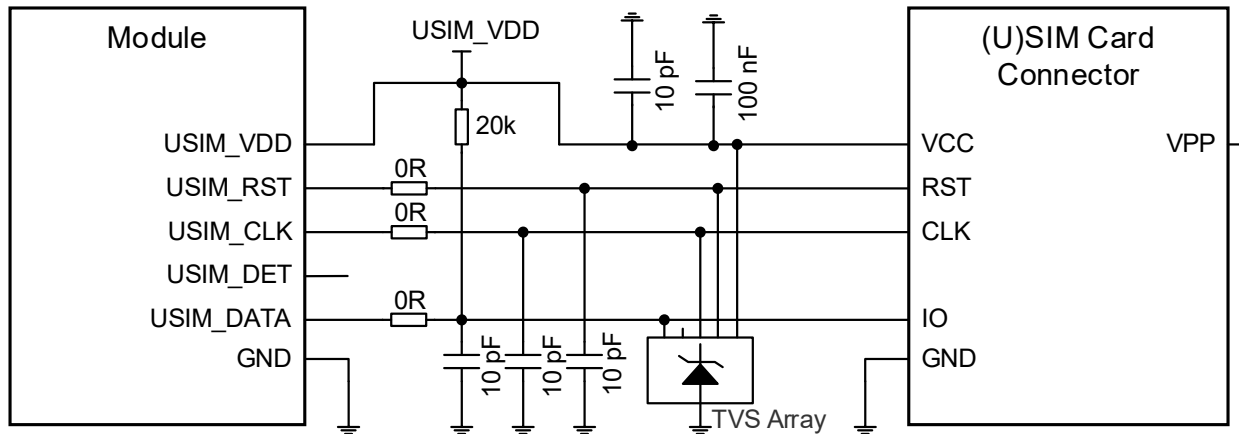 Module
USIM_VDD
(U)SIM Card
Connector
10 pF
100 nF
20k
USIM_VDD
VCC
VPP
0R
USIM_RST
RST
0R
USIM_CLK
CLK
USIM_DET
0R
USIM_DATA
IO
GND
10 pF
10 pF
10 pF
GND
TVS Array